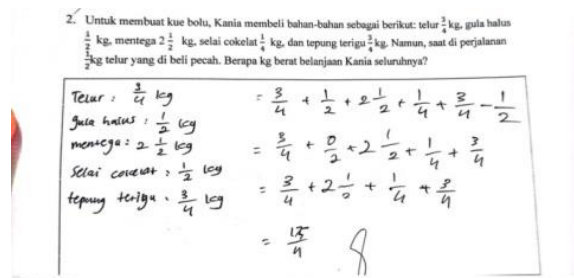 2. Untuk membuat kue bolu, Kania membeli bahan-bahan sebagai berikut: telur 3/4 kg, gula halus
1/2 kg, mentega 2 1/2 kg, selai cokelat 1/4 kg, dan tepung terigu 3/4 kg. Namun, saat di perjalanan
1/2 kg telur yang di beli pecah. Berapa kg berat belanjaan Kania seluruhnya?
Telur : 3/4 kg
gula halus : 1/2 kg
mentega : 2 1/2 kg
selai : 1/2 kg
tepung terigu : 3/4 kg
= 3/4 + 1/2 + 2 1/2 + 1/4 + 3/4 - 1/2
= 3/4 + 0/2 + 2 1/2 + 1/4 + 3/4
= 3/4 + 2 1/2 + 1/4 + 3/4
= 17/4
8